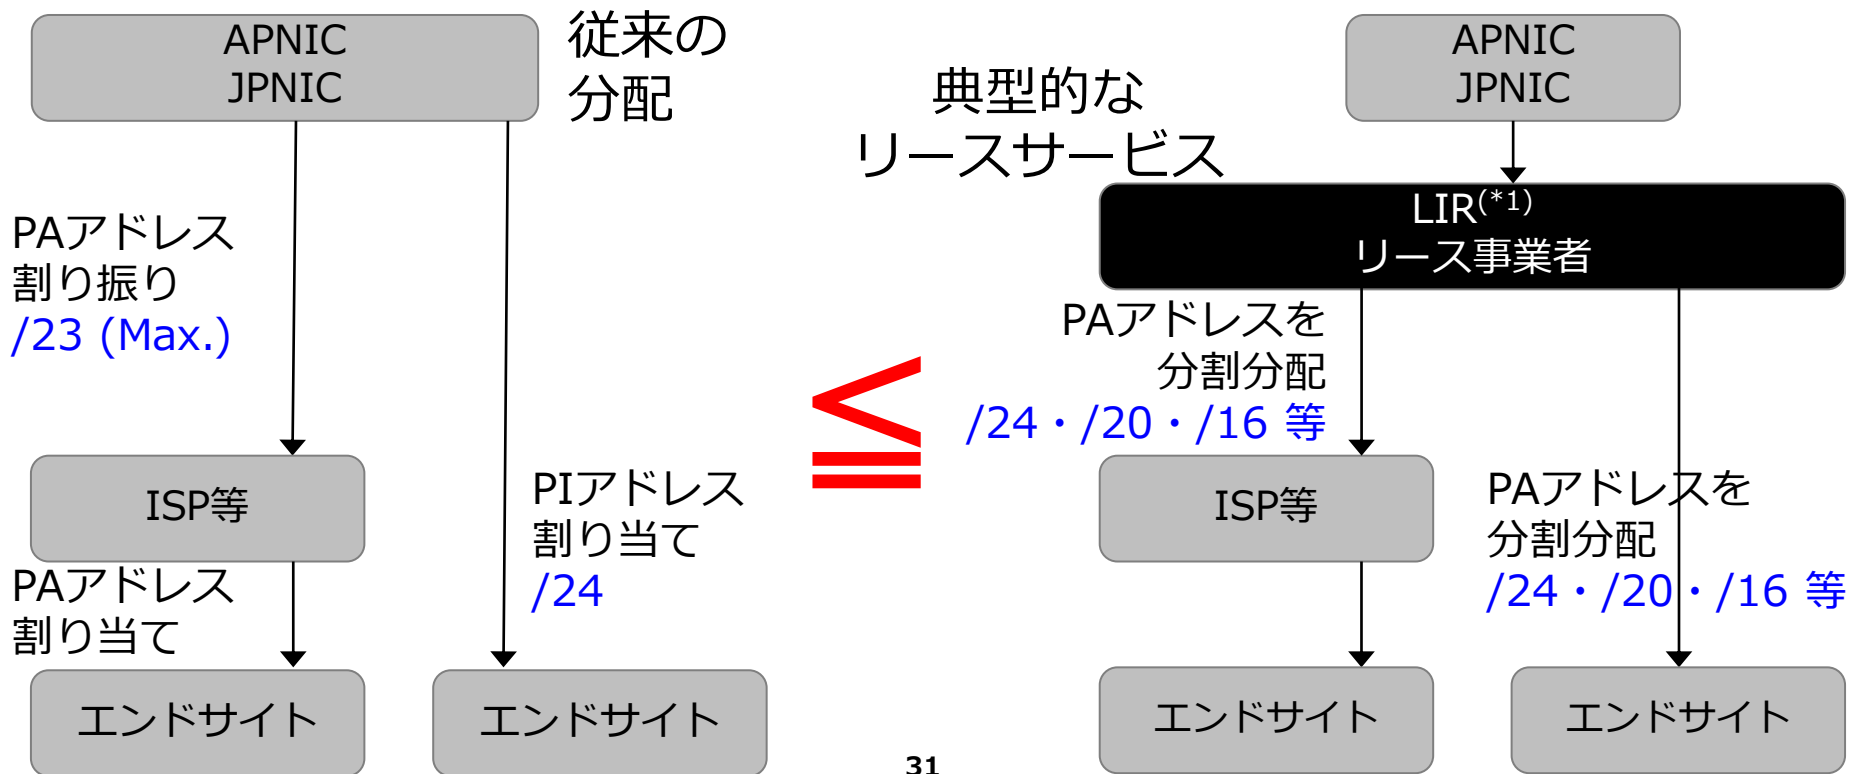 APNIC
JPNIC
従来の
分配
PAアドレス
割り振り
/23 (Max.)
ISP等
PAアドレス
割り当て
エンドサイト
PIアドレス
割り当て
/24
エンドサイト
≦
典型的な
リースサービス
APNIC
JPNIC
LIR(*1)
リース事業者
PAアドレスを
分割分配
/24・/20・/16 等
ISP等
エンドサイト
PAアドレスを
分割分配
/24・/20・/16 等
エンドサイト
31